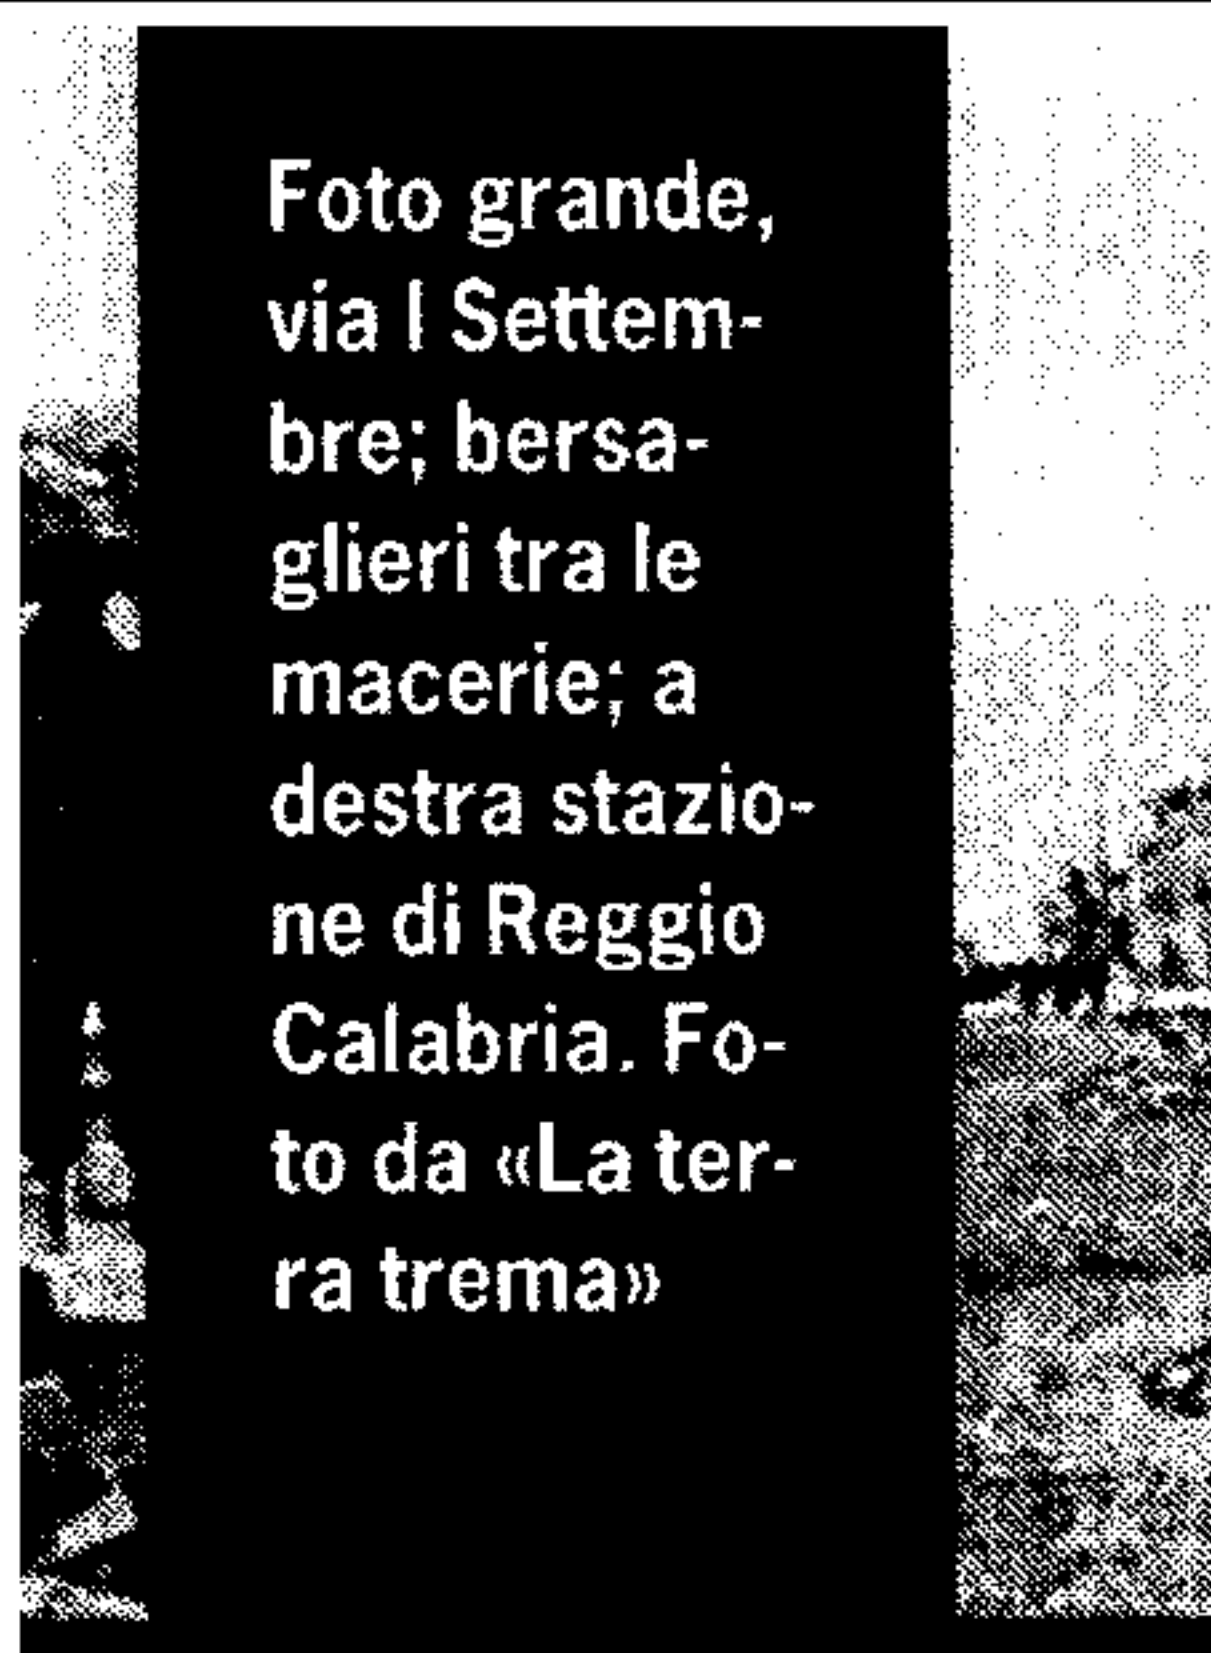 Foto grande,
via I Settem-
bre; bersa-
glieri tra le
macerie; a
destra stazio-
ne di Reggio
Calabria. Fo-
to da «La ter-
ra trema»